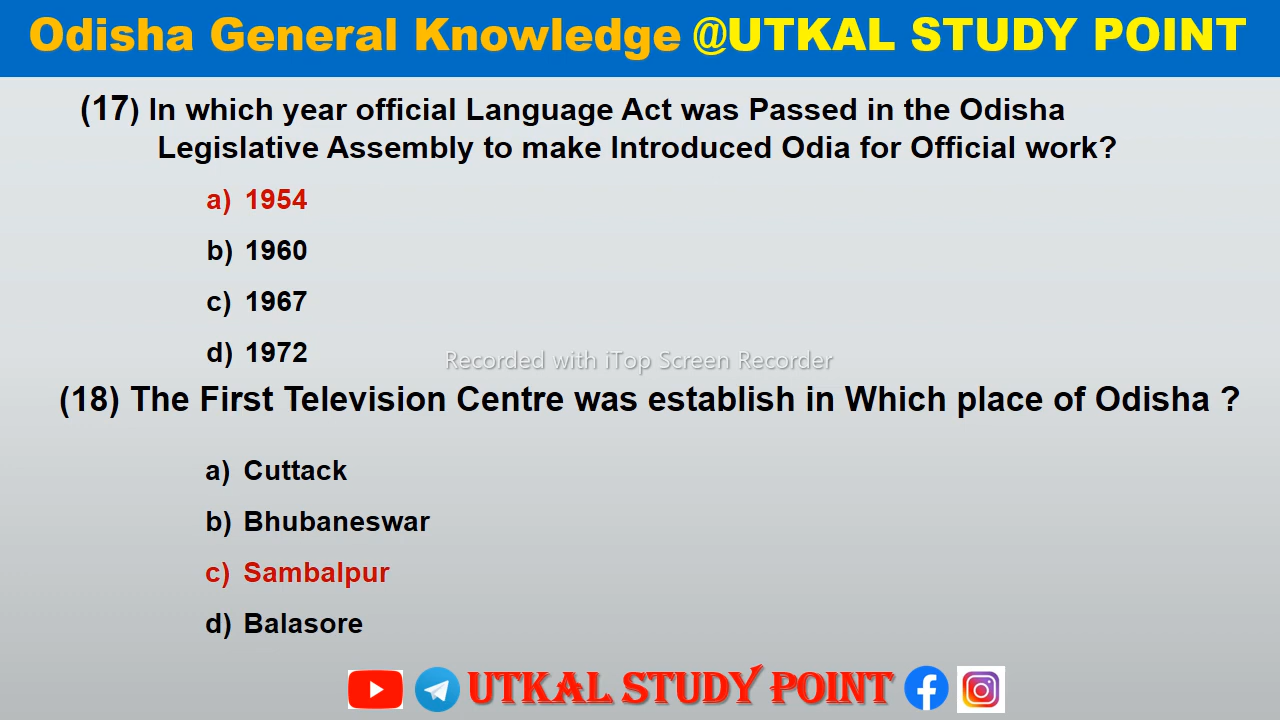 Odisha General Knowledge @UTKAL STUDY POINT
(17) In which year official Language Act was Passed in the Odisha
Legislative Assembly to make Introduced Odia for Official work?
a) 1954
b) 1960
c) 1967
d) 1972
Recorded with iTop Screen Recorder
(18) The First Television Centre was establish in Which place of Odisha ?
a) Cuttack
b) Bhubaneswar
c) Sambalpur
d) Balasore
UTKAL STUDY POINT